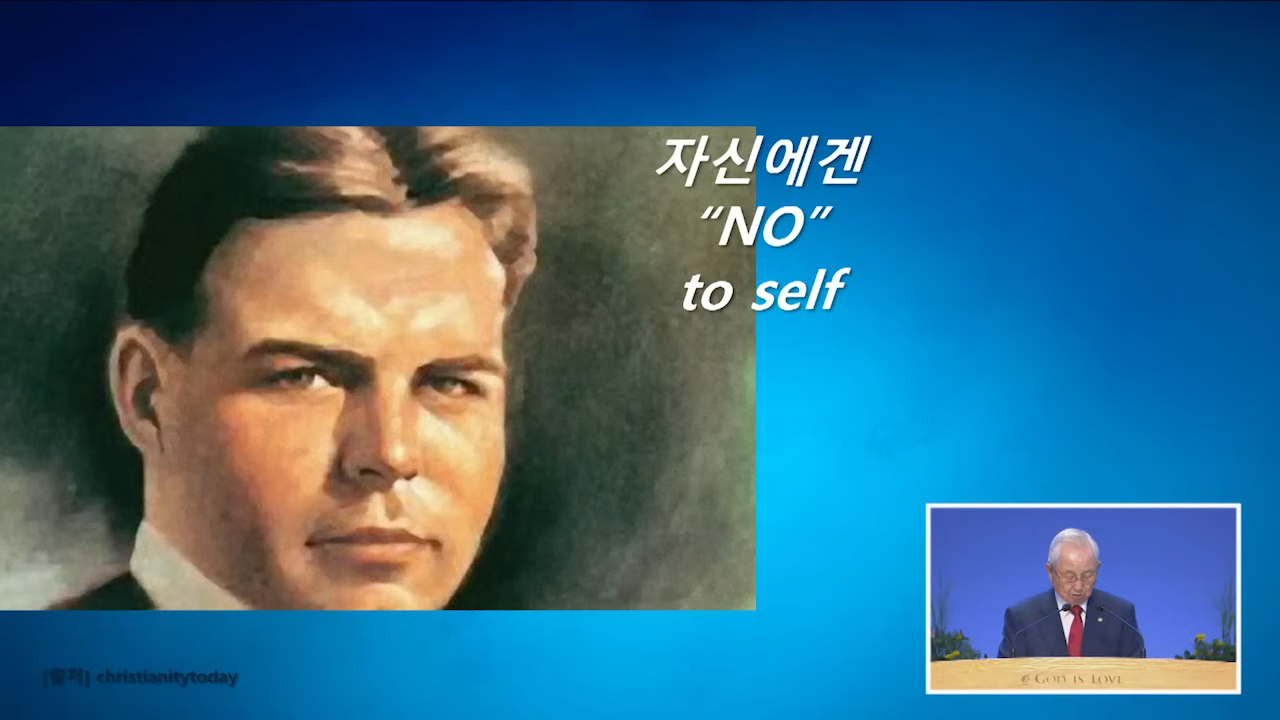 자신에겐
“NO”
to self
[출처] christianitytoday
GOD IS LOVE